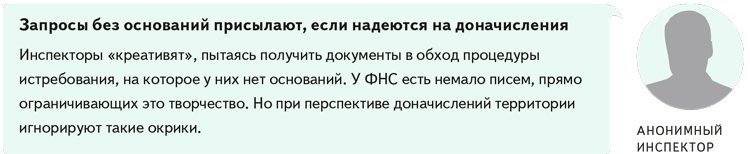 Запросы без оснований присылают, если надеются на доначисления
Инспекторы «креативят», пытаясь получить документы в обход процедуры
истребования, на которое у них нет оснований. У ФНС есть немало писем, прямо
ограничивающих это творчество. Но при перспективе доначислений территории
игнорируют такие окрики.
АНОНИМНЫЙ
ИНСПЕКТОР